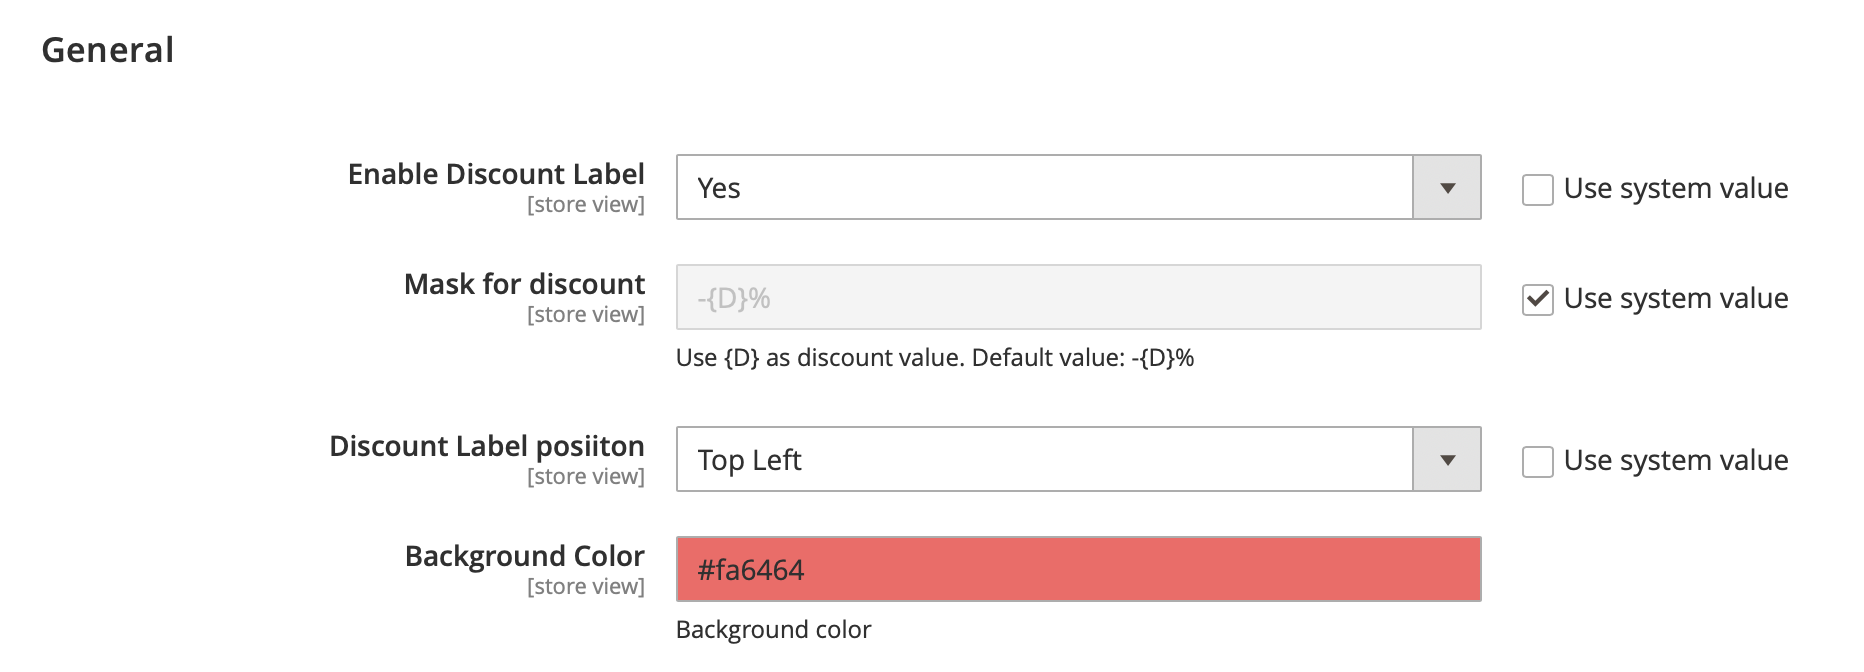 General
Enable Discount Label
[store view]
Yes
Use system value
Mask for discount
[store view]
-{D}%
Use system value
Use {D} as discount value. Default value: -{D}%
Discount Label posiiton
[store view]
Top Left
Use system value
Background Color
[store view]
#fa6464
Background color